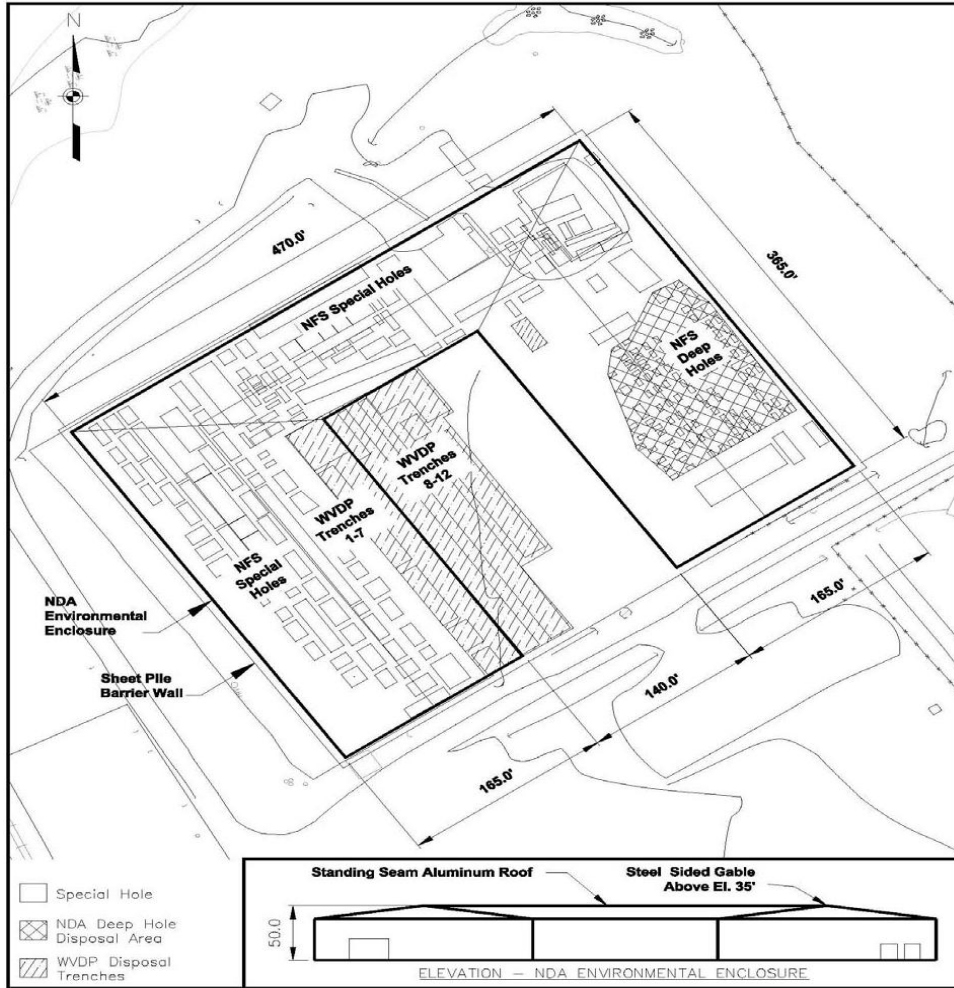 N
470.0'
365.0'
NFS Special Holes
NFS
Deep
Holes
WVDP
Trenches
8-12
WVDP
Trenches
1-7
NFS
Special
Holes
NDA
Environmental
Enclosure
Sheet Pile
Barrier Wall
165.0'
140.0'
165.0'
Special Hole
NDA Deep Hole
Disposal Area
WVDP Disposal
Trenches
Standing Seam Aluminum Roof
Steel Sided Gable
Above El. 35'
50.0
ELEVATION – NDA ENVIRONMENTAL ENCLOSURE